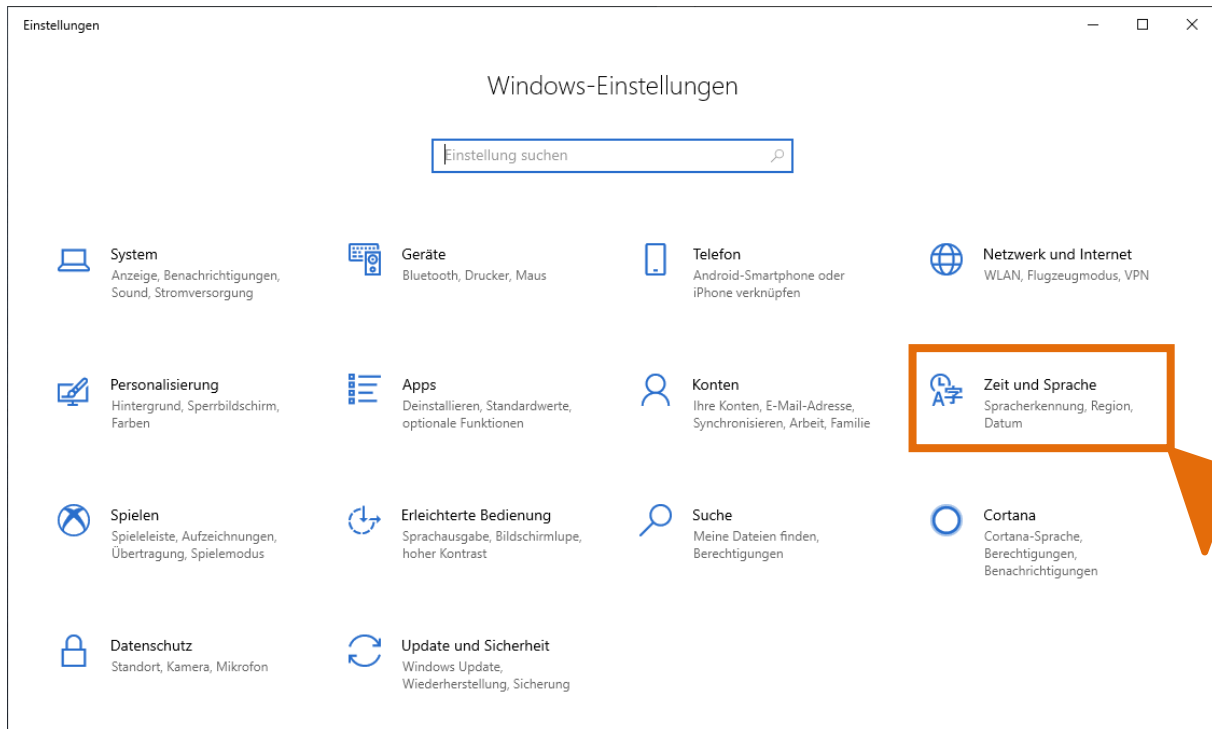 Einstellungen
Windows-Einstellungen
Einstellung suchen
System
Anzeige, Benachrichtigungen,
Sound, Stromversorgung
Geräte
Bluetooth, Drucker, Maus
Telefon
Android-Smartphone oder
iPhone verknüpfen
Netzwerk und Internet
WLAN, Flugzeugmodus, VPN
Personalisierung
Hintergrund, Sperrbildschirm,
Farben
Apps
Deinstallieren, Standardwerte,
optionale Funktionen
Konten
Ihre Konten, E-Mail-Adresse,
Synchronisieren, Arbeit, Familie
A字
Zeit und Sprache
Spracherkennung, Region,
Datum
Spielen
Spieleleiste, Aufzeichnungen,
Übertragung, Spielemodus
Erleichterte Bedienung
Sprachausgabe, Bildschirmlupe,
hoher Kontrast
Suche
Meine Dateien finden,
Berechtigungen
Cortana
Cortana-Sprache,
Berechtigungen,
Benachrichtigungen
Datenschutz
Standort, Kamera, Mikrofon
Update und Sicherheit
Windows Update,
Wiederherstellung, Sicherung